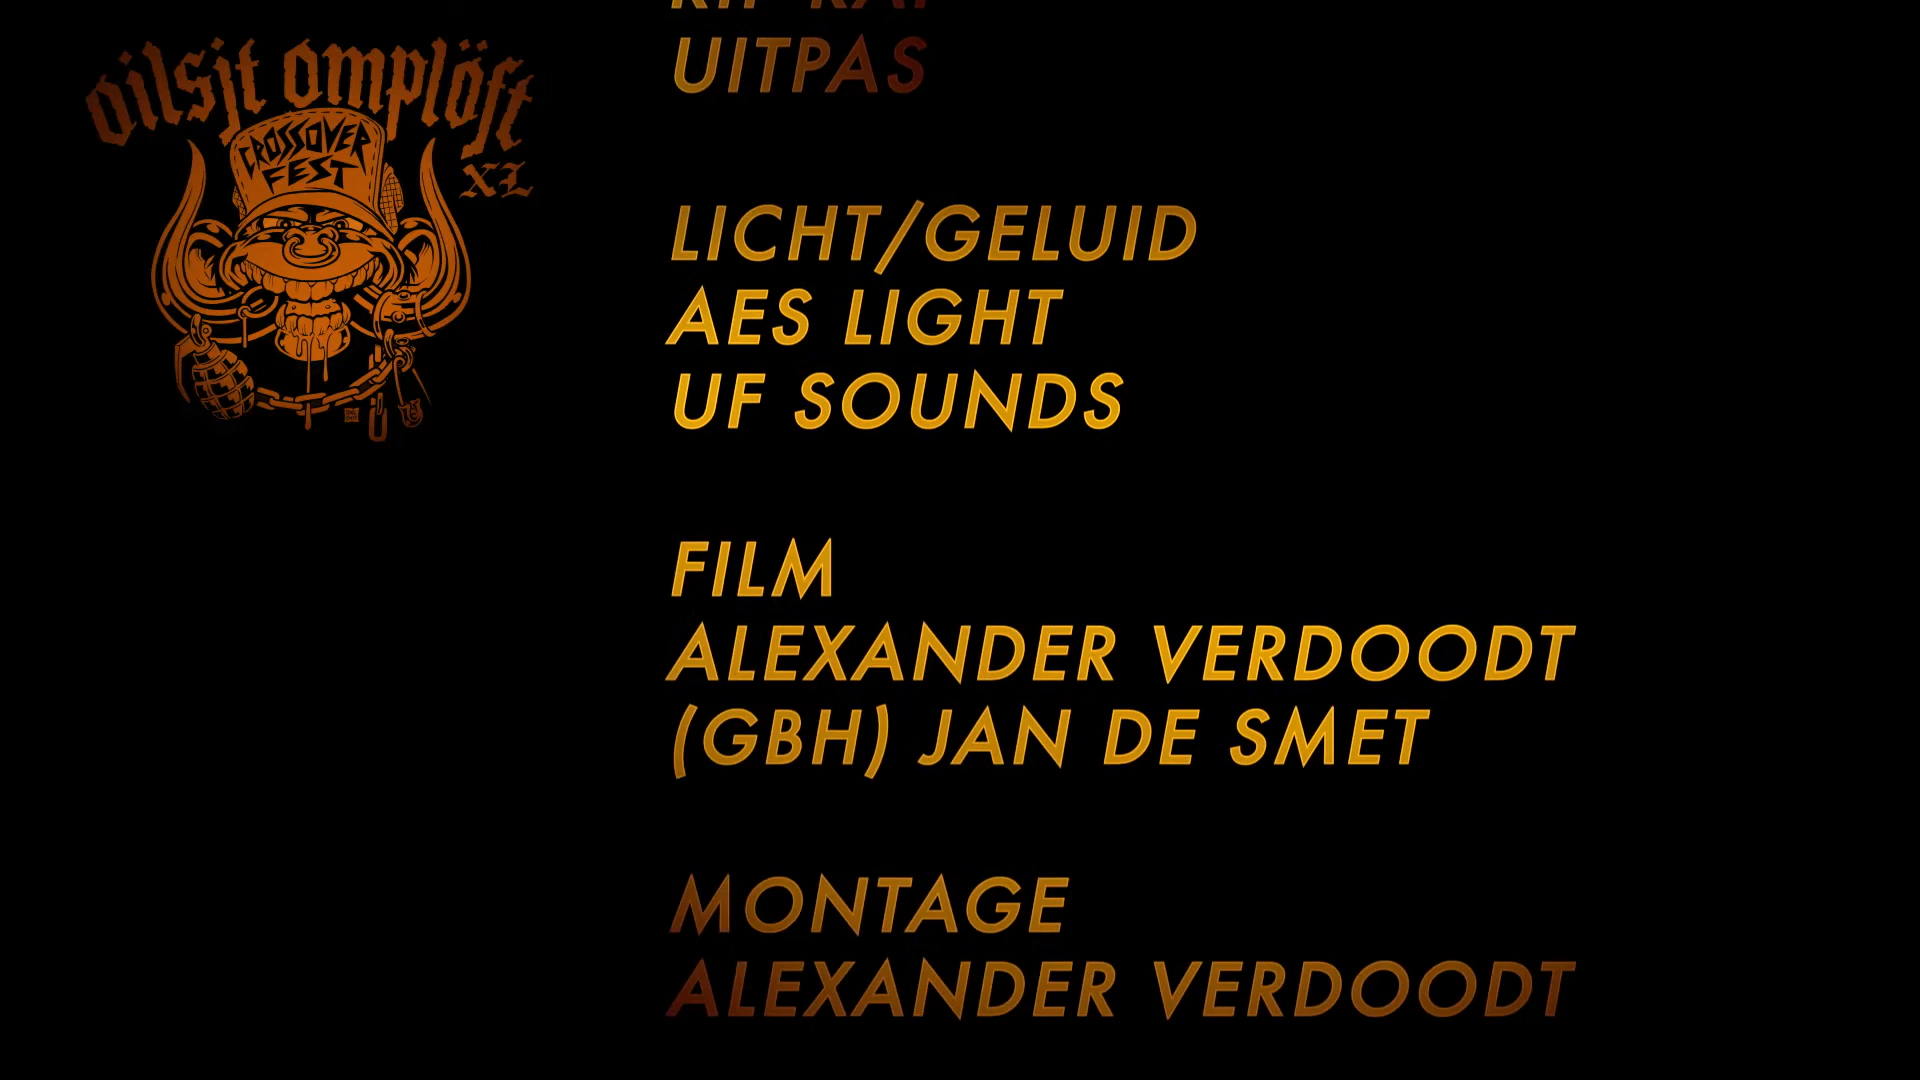 oilsjt omplöft
CROSSOVER
FEST
XL
UITPAS
LICHT/GELUID
AES LIGHT
UF SOUNDS
FILM
ALEXANDER VERDOODT
(GBH) JAN DE SMET
MONTAGE
ALEXANDER VERDOODT